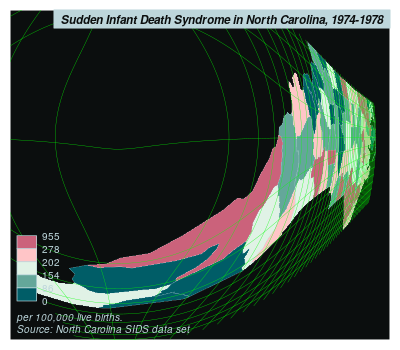 Sudden Infant Death Syndrome in North Carolina, 1974-1978
955
278
202
154
88
0
per 100,000 live births.
Source: North Carolina SIDS data set